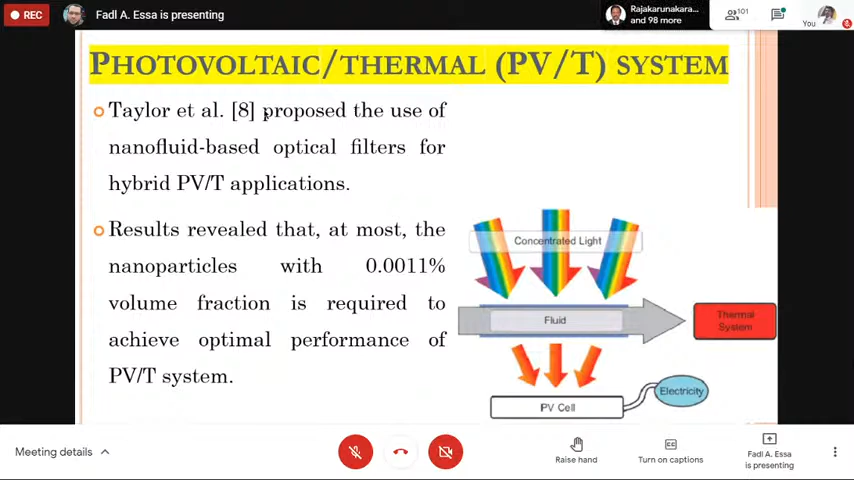 REC
Fadl A. Essa is presenting
Rajakarunakara...
and 98 more
101
You
PHOTOVOLTAIC/THERMAL (PV/T) SYSTEM
Taylor et al. [8] proposed the use of
nanofluid-based optical filters for
hybrid PV/T applications.
Results revealed that, at most, the
nanoparticles with 0.0011%
volume fraction is required to
achieve optimal performance of
PV/T system.
Concentrated Light
Fluid
Thermal
System
Electricity
PV Cell
Meeting details
Raise hand
Turn on captions
Fadl A. Essa
is presenting